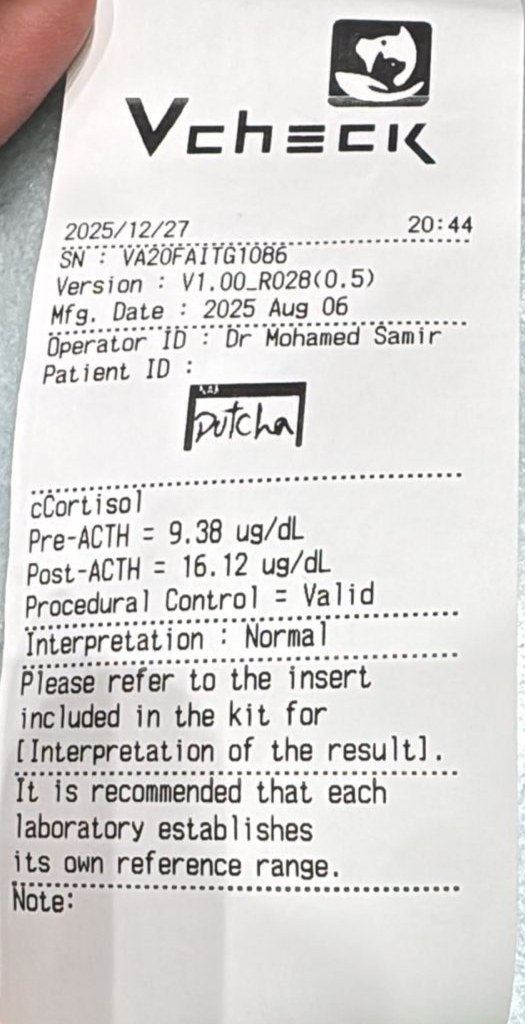 Vcheck
2025/12/27 20:44
SN : VA20FAITG1086
Version : V1.00_R028(0.5)
Mfg. Date : 2025 Aug 06
Operator ID : Dr Mohamed Samir
Patient ID :
Dutcha
cCortisol
Pre-ACTH = 9.38 ug/dL
Post-ACTH = 16.12 ug/dL
Procedural Control = Valid
Interpretation : Normal
Please refer to the insert
included in the kit for
[Interpretation of the result].
It is recommended that each
laboratory establishes
its own reference range.
Note: